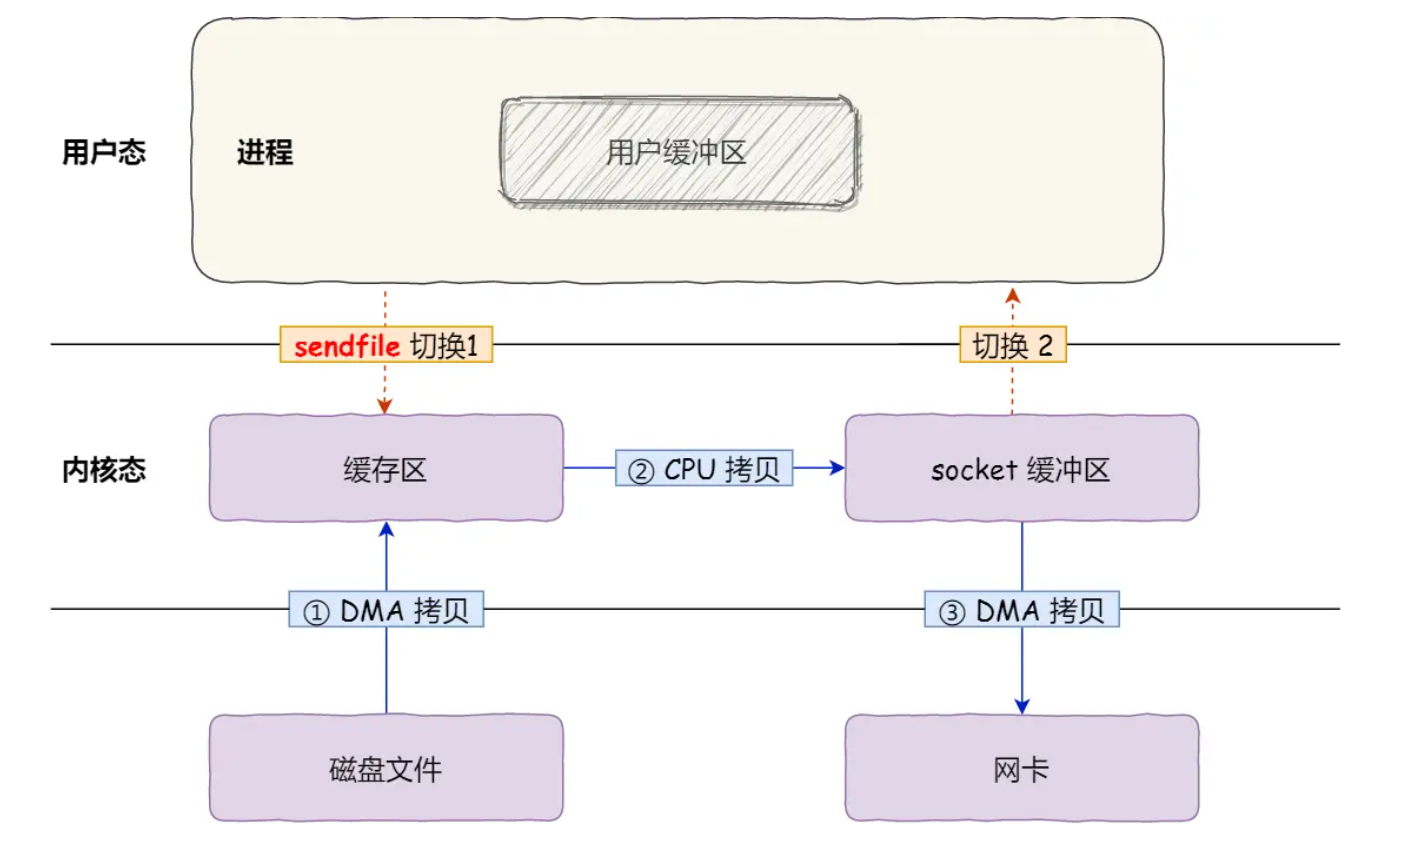 用户态
进程
用户缓冲区
sendfile 切换1
切换 2
内核态
缓存区
② CPU 拷贝
socket 缓冲区
① DMA 拷贝
③ DMA 拷贝
磁盘文件
网卡